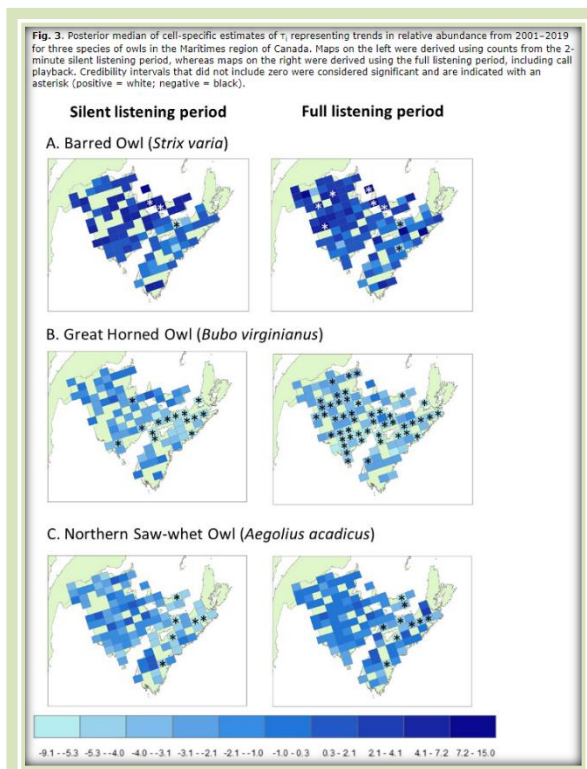 Fig. 3. Posterior median of cell-specific estimates of τᵢ representing trends in relative abundance from 2001–2019
for three species of owls in the Maritimes region of Canada. Maps on the left were derived using counts from the 2-
minute silent listening period, whereas maps on the right were derived using the full listening period, including call
playback. Credibility intervals that did not include zero were considered significant and are indicated with an
asterisk (positive = white; negative = black).
Silent listening period Full listening period
A. Barred Owl (Strix varia)
B. Great Horned Owl (Bubo virginianus)
C. Northern Saw-whet Owl (Aegolius acadicus)
-9.1 - -5.3 -5.3 - -4.0 -4.0 - -3.1 -3.1 - -2.1 -2.1 - -1.0 -1.0 - 0.3 0.3 - 2.1 2.1 - 4.1 4.1 - 7.2 7.2 - 15.0